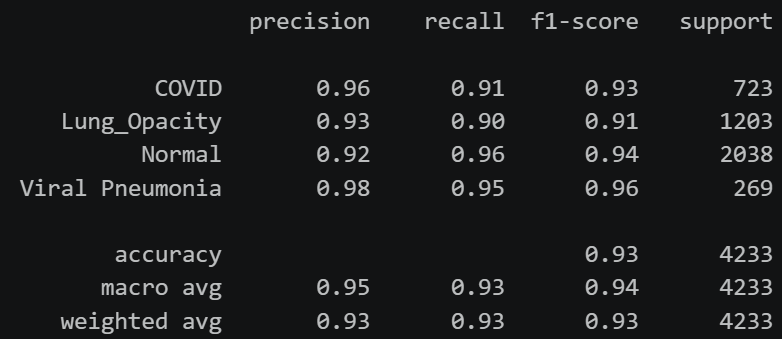 precision recall f1-score support
COVID 0.96 0.91 0.93 723
Lung_Opacity 0.93 0.90 0.91 1203
Normal 0.92 0.96 0.94 2038
Viral Pneumonia 0.98 0.95 0.96 269
accuracy 0.93 4233
macro avg 0.95 0.93 0.94 4233
weighted avg 0.93 0.93 0.93 4233